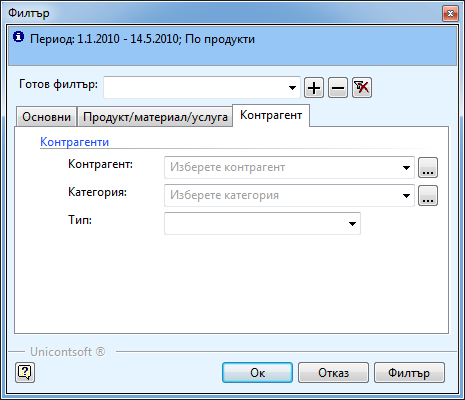 Филтър
Период: 1.1.2010 - 14.5.2010; По продукти
Готов филтър:
Основни Продукт/материал/услуга Контрагент
Контрагенти
Контрагент: Изберете контрагент ...
Категория: Изберете категория ...
Тип:
Unicontsoft ®
? Ок Отказ Филтър